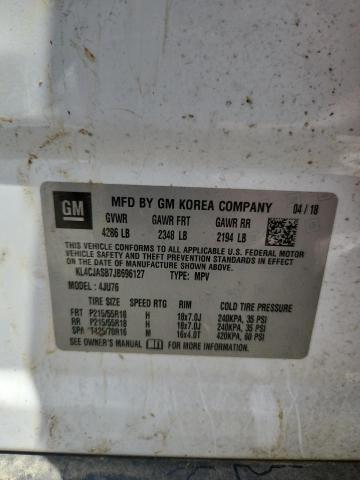 GM
MFD BY GM KOREA COMPANY 04/18
GVWR GAWR FRT GAWR RR
4286 LB 2348 LB 2194 LB
THIS VEHICLE CONFORMS TO ALL APPLICABLE U.S. FEDERAL MOTOR
VEHICLE SAFETY, BUMPER, AND THEFT PREVENTION STANDARDS IN
EFFECT ON THE DATE OF MANUFACTURE SHOWN ABOVE.
KL4CJASB7JB696127 TYPE: MPV
MODEL: 4JU76
TIRE SIZE SPEED RTG RIM COLD TIRE PRESSURE
FRT P215/55R18 H 18x7.0J 240KPA, 35 PSI
RR P215/55R18 H 18x7.0J 240KPA, 35 PSI
SPA T125/70R16 M 16x4.0T 420KPA, 60 PSI
SEE OWNER'S MANUAL FOR ADDITIONAL INFORMATION